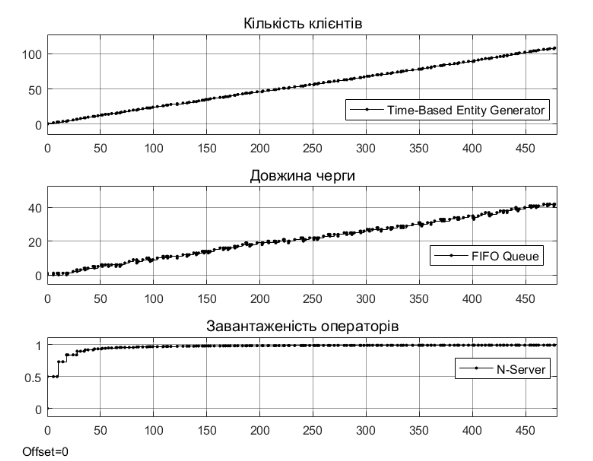 Кількість клієнтів
100
50
0
Time-Based Entity Generator
0 50 100 150 200 250 300 350 400 450
Довжина черги
40
20
0
FIFO Queue
0 50 100 150 200 250 300 350 400 450
Завантаженість операторів
1
0.5
0
N-Server
0 50 100 150 200 250 300 350 400 450
Offset=0